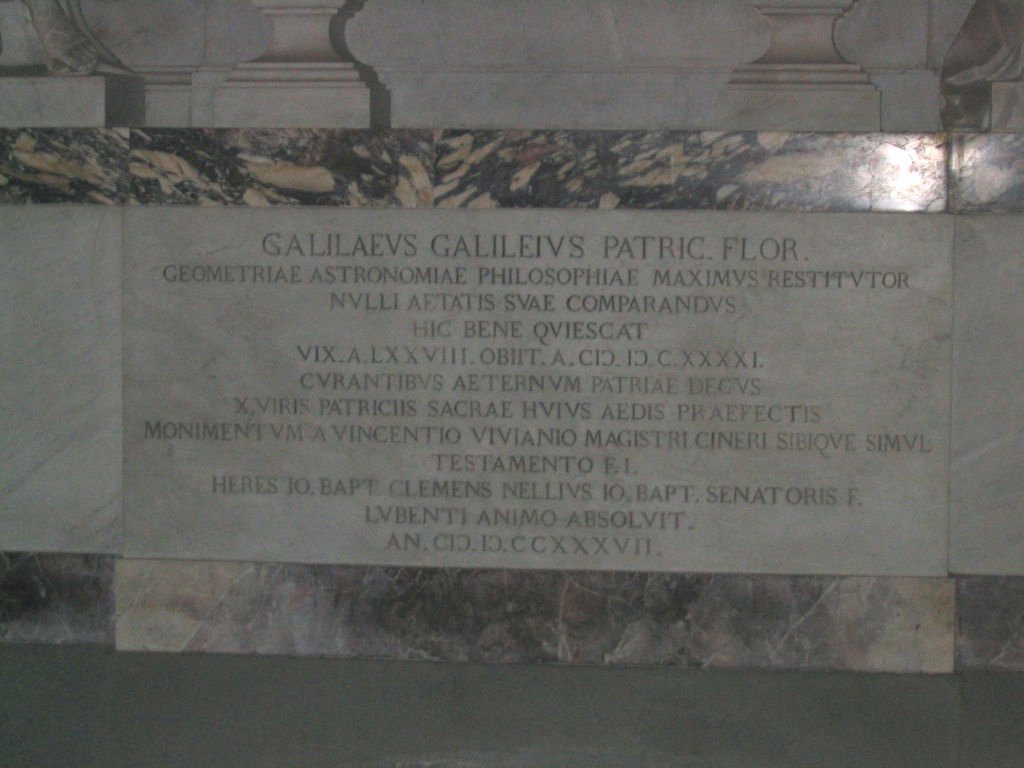 GALILAEVS GALILEIVS PATRIC. FLOR.
GEOMETRIAE ASTRONOMIAE PHILOSOPHIAE MAXIMVS RESTITVTOR
NVLLI AETATIS SVAE COMPARANDVS
HIC BENE QVIESCAT
VIX. A. LXXVIII. OBIIT. A. CIↃ. IↃ. C. XXXXI.
CVRANTIBVS AETERNVM PATRIAE DECVS
X. VIRIS PATRICIIS SACRAE HVIVS AEDIS PRAEFECTIS
MONIMENTVM A VINCENTIO VIVIANIO MAGISTRI CINERI SIBIQVE SIMVL
TESTAMENTO F. I.
HERES IO. BAPT. CLEMENS NELLIVS IO. BAPT. SENATORIS F.
LVBENTI ANIMO ABSOLVIT.
AN. CIↃ. IↃ. CCXXXVII.